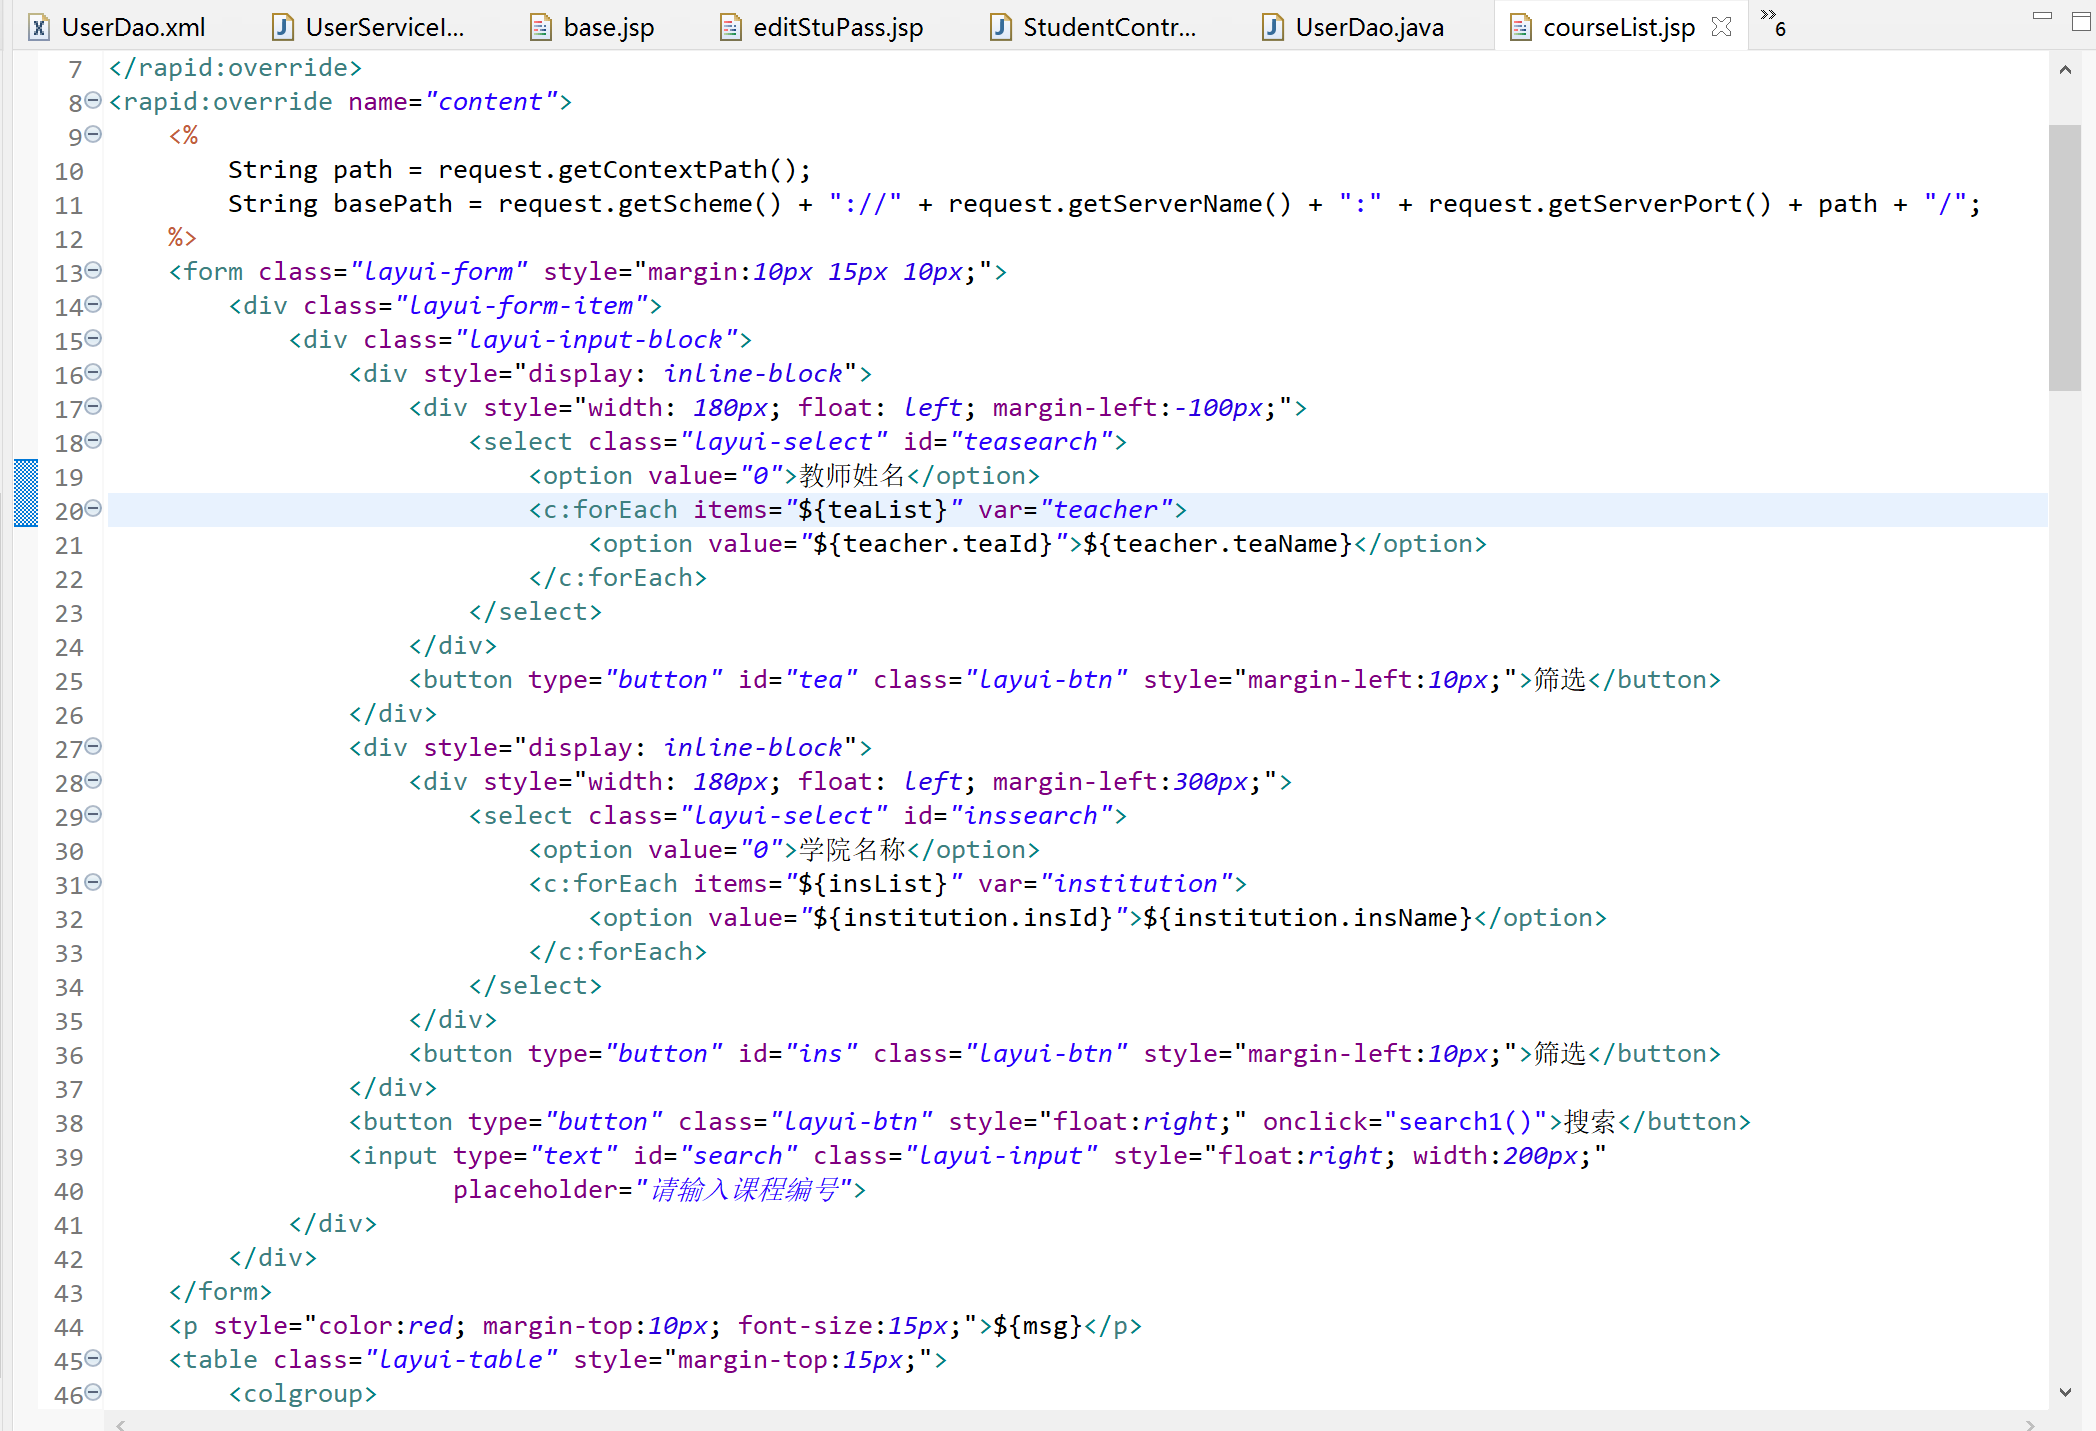 UserDao.xml UserServiceI... base.jsp editStuPass.jsp StudentContr... UserDao.java courseList.jsp »6
7 </rapid:override>
8 <rapid:override name="content">
9     <%
10         String path = request.getContextPath();
11         String basePath = request.getScheme() + "://" + request.getServerName() + ":" + request.getServerPort() + path + "/";
12     %>
13     <form class="layui-form" style="margin:10px 15px 10px;">
14         <div class="layui-form-item">
15             <div class="layui-input-block">
16                 <div style="display: inline-block">
17                     <div style="width: 180px; float: left; margin-left:-100px;">
18                         <select class="layui-select" id="teasearch">
19                             <option value="0">教师姓名</option>
20                             <c:forEach items="${teaList}" var="teacher">
21                                 <option value="${teacher.teaId}">${teacher.teaName}</option>
22                             </c:forEach>
23                         </select>
24                     </div>
25                     <button type="button" id="tea" class="layui-btn" style="margin-left:10px;">筛选</button>
26                 </div>
27                 <div style="display: inline-block">
28                     <div style="width: 180px; float: left; margin-left:300px;">
29                         <select class="layui-select" id="inssearch">
30                             <option value="0">学院名称</option>
31                             <c:forEach items="${insList}" var="institution">
32                                 <option value="${institution.insId}">${institution.insName}</option>
33                             </c:forEach>
34                         </select>
35                     </div>
36                     <button type="button" id="ins" class="layui-btn" style="margin-left:10px;">筛选</button>
37                 </div>
38                 <button type="button" class="layui-btn" style="float:right;" onclick="search1()">搜索</button>
39                 <input type="text" id="search" class="layui-input" style="float:right; width:200px;"
40                        placeholder="请输入课程编号">
41             </div>
42         </div>
43     </form>
44     <p style="color:red; margin-top:10px; font-size:15px;">${msg}</p>
45     <table class="layui-table" style="margin-top:15px;">
46         <colgroup>